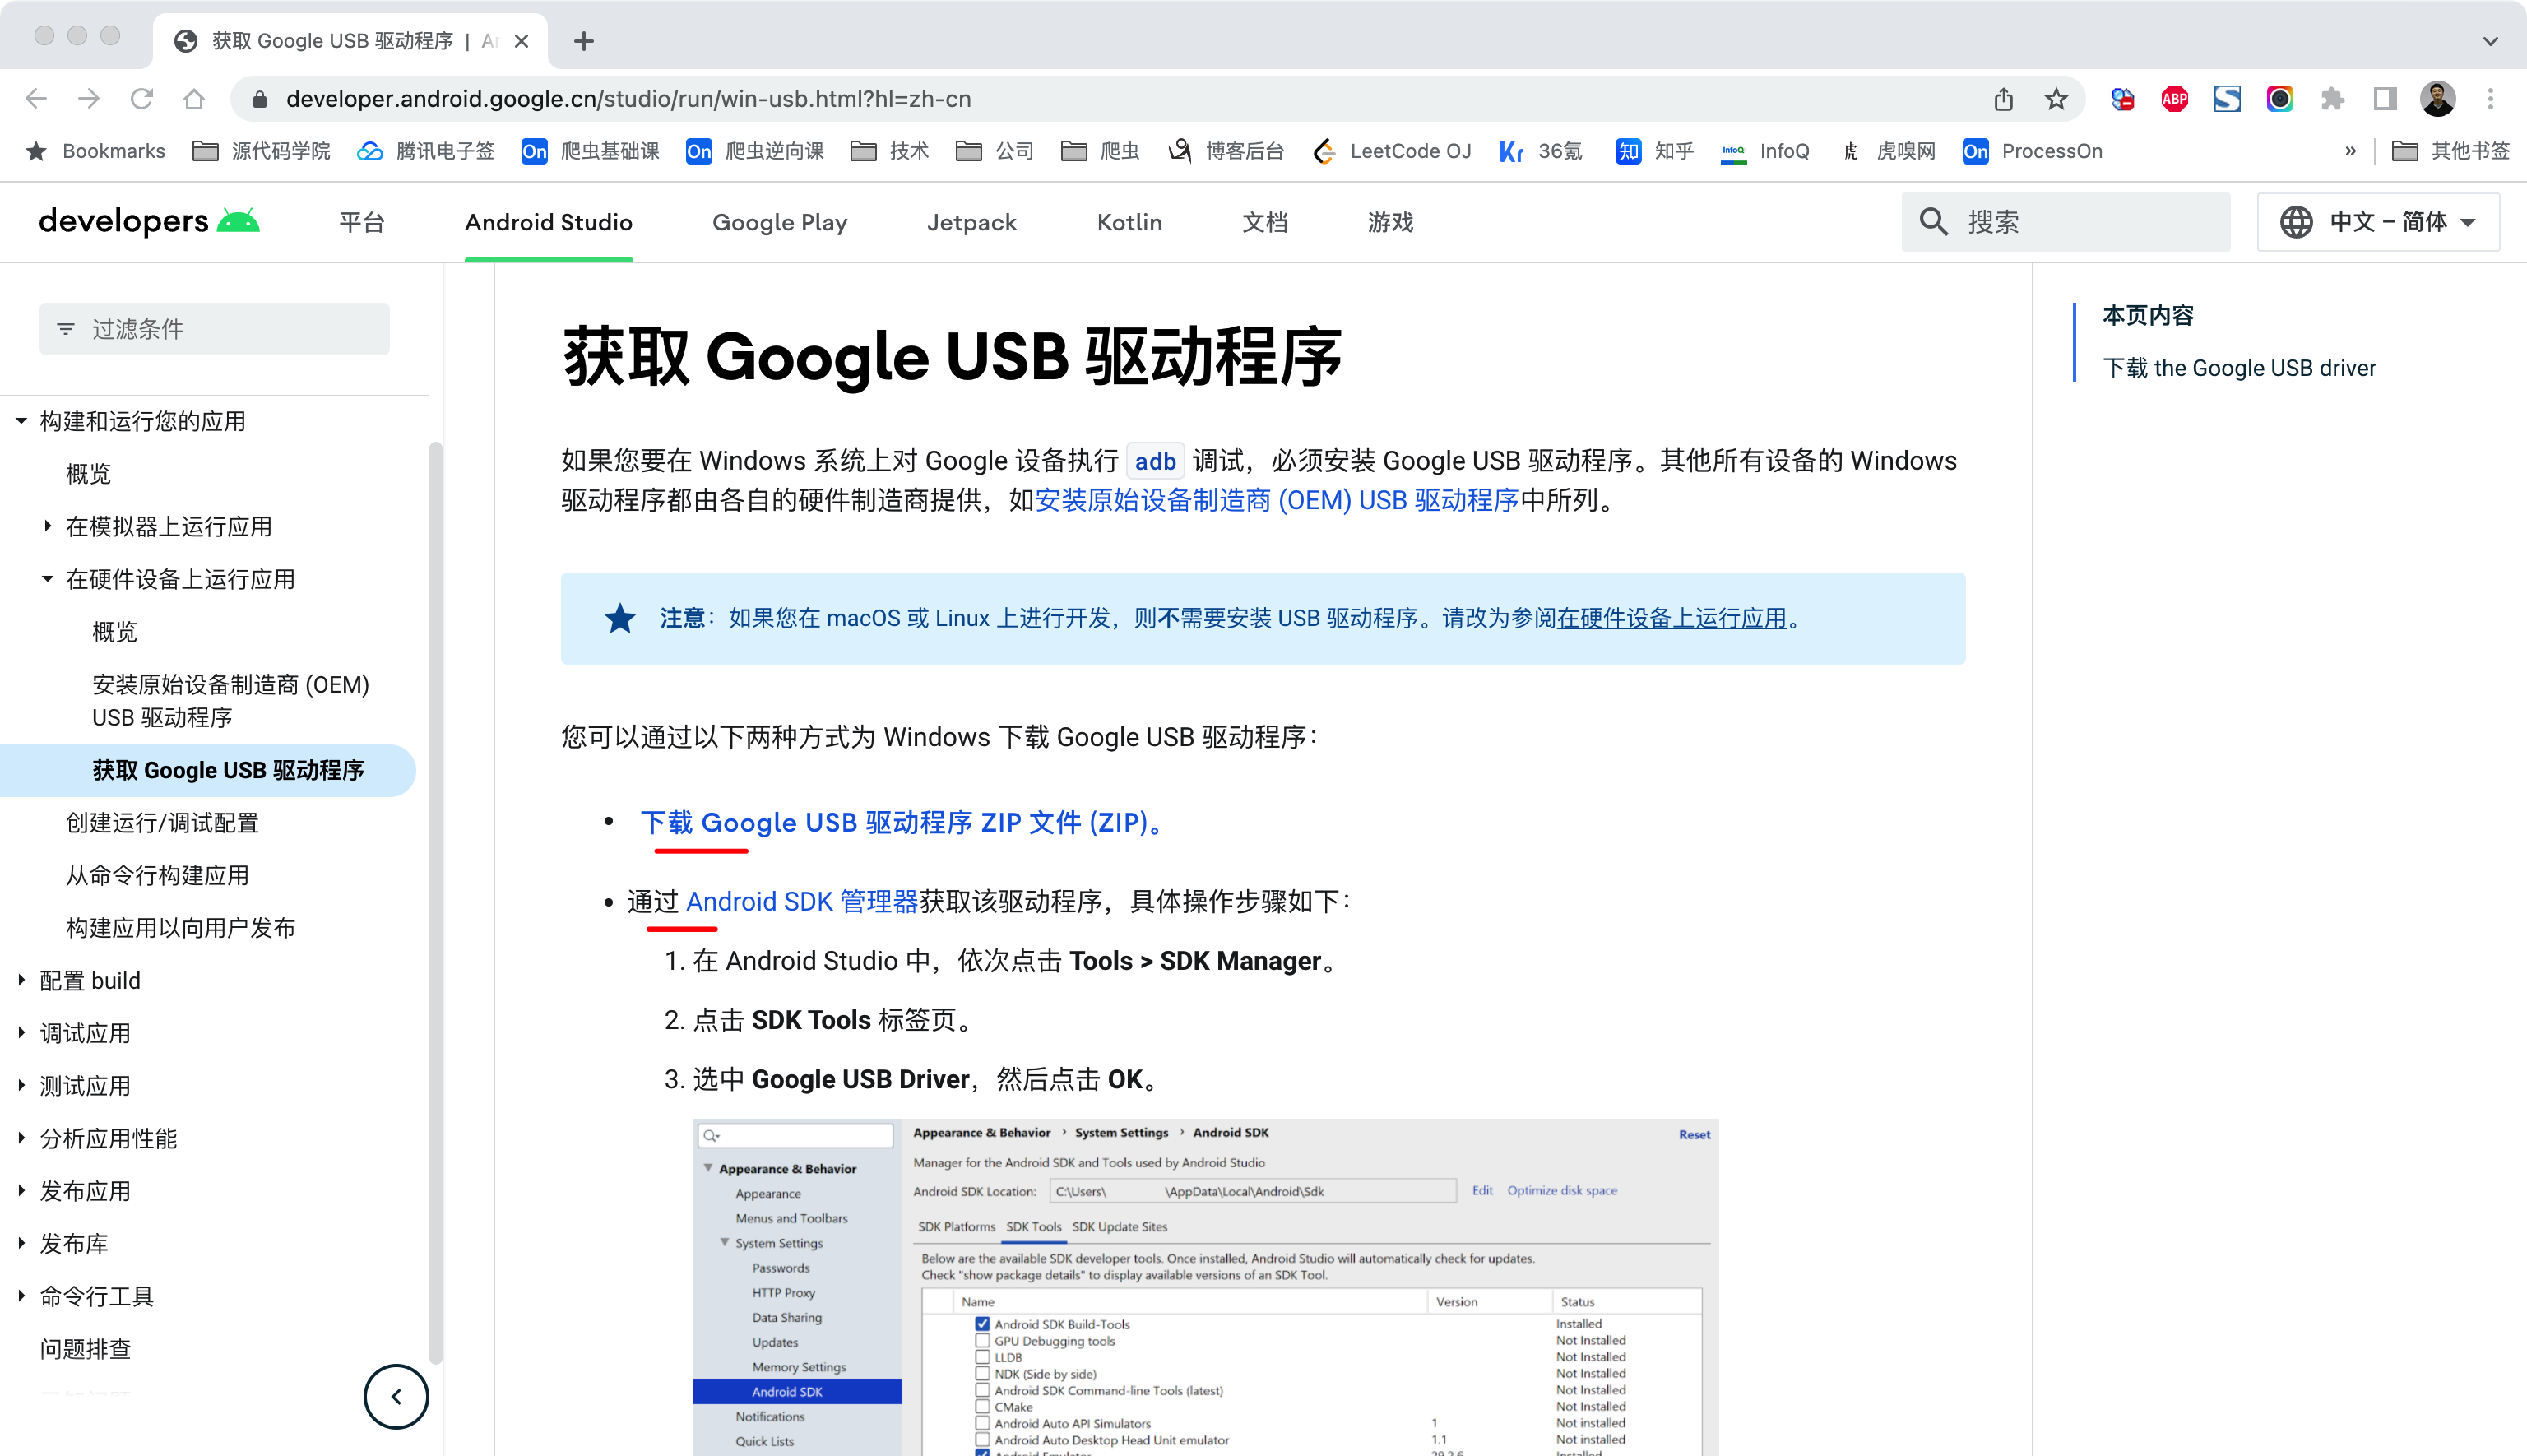 获取 Google USB 驱动程序 | Ar
developer.android.google.cn/studio/run/win-usb.html?hl=zh-cn
ABP
Bookmarks 源代码学院 腾讯电子签 On 爬虫基础课 On 爬虫逆向课 技术 公司 爬虫 博客后台 LeetCode OJ Kr 36氪 知 知乎 InfoQ InfoQ 虎 虎嗅网 On ProcessOn » 其他书签
developers 平台 Android Studio Google Play Jetpack Kotlin 文档 游戏 搜索 中文 – 简体
过滤条件
构建和运行您的应用
概览
在模拟器上运行应用
在硬件设备上运行应用
概览
安装原始设备制造商 (OEM)
USB 驱动程序
获取 Google USB 驱动程序
创建运行/调试配置
从命令行构建应用
构建应用以向用户发布
配置 build
调试应用
测试应用
分析应用性能
发布应用
发布库
命令行工具
问题排查
获取 Google USB 驱动程序
如果您要在 Windows 系统上对 Google 设备执行 adb 调试，必须安装 Google USB 驱动程序。其他所有设备的 Windows
驱动程序都由各自的硬件制造商提供，如安装原始设备制造商 (OEM) USB 驱动程序中所列。
注意：如果您在 macOS 或 Linux 上进行开发，则不需要安装 USB 驱动程序。请改为参阅在硬件设备上运行应用。
您可以通过以下两种方式为 Windows 下载 Google USB 驱动程序：
• 下载 Google USB 驱动程序 ZIP 文件 (ZIP)。
• 通过 Android SDK 管理器获取该驱动程序，具体操作步骤如下：
1. 在 Android Studio 中，依次点击 Tools > SDK Manager。
2. 点击 SDK Tools 标签页。
3. 选中 Google USB Driver，然后点击 OK。
Appearance & Behavior
Appearance
Menus and Toolbars
System Settings
Passwords
HTTP Proxy
Data Sharing
Updates
Memory Settings
Android SDK
Notifications
Quick Lists
Appearance & Behavior › System Settings › Android SDK Reset
Manager for the Android SDK and Tools used by Android Studio
Android SDK Location: C:\Users\ \AppData\Local\Android\Sdk Edit Optimize disk space
SDK Platforms SDK Tools SDK Update Sites
Below are the available SDK developer tools. Once installed, Android Studio will automatically check for updates.
Check "show package details" to display available versions of an SDK Tool.
Name Version Status
Android SDK Build-Tools Installed
GPU Debugging tools Not Installed
LLDB Not Installed
NDK (Side by side) Not Installed
Android SDK Command-line Tools (latest) Not Installed
CMake Not Installed
Android Auto API Simulators 1 Not installed
Android Auto Desktop Head Unit emulator 1.1 Not installed
Android Emulator 29.2.6 Installed
本页内容
下载 the Google USB driver